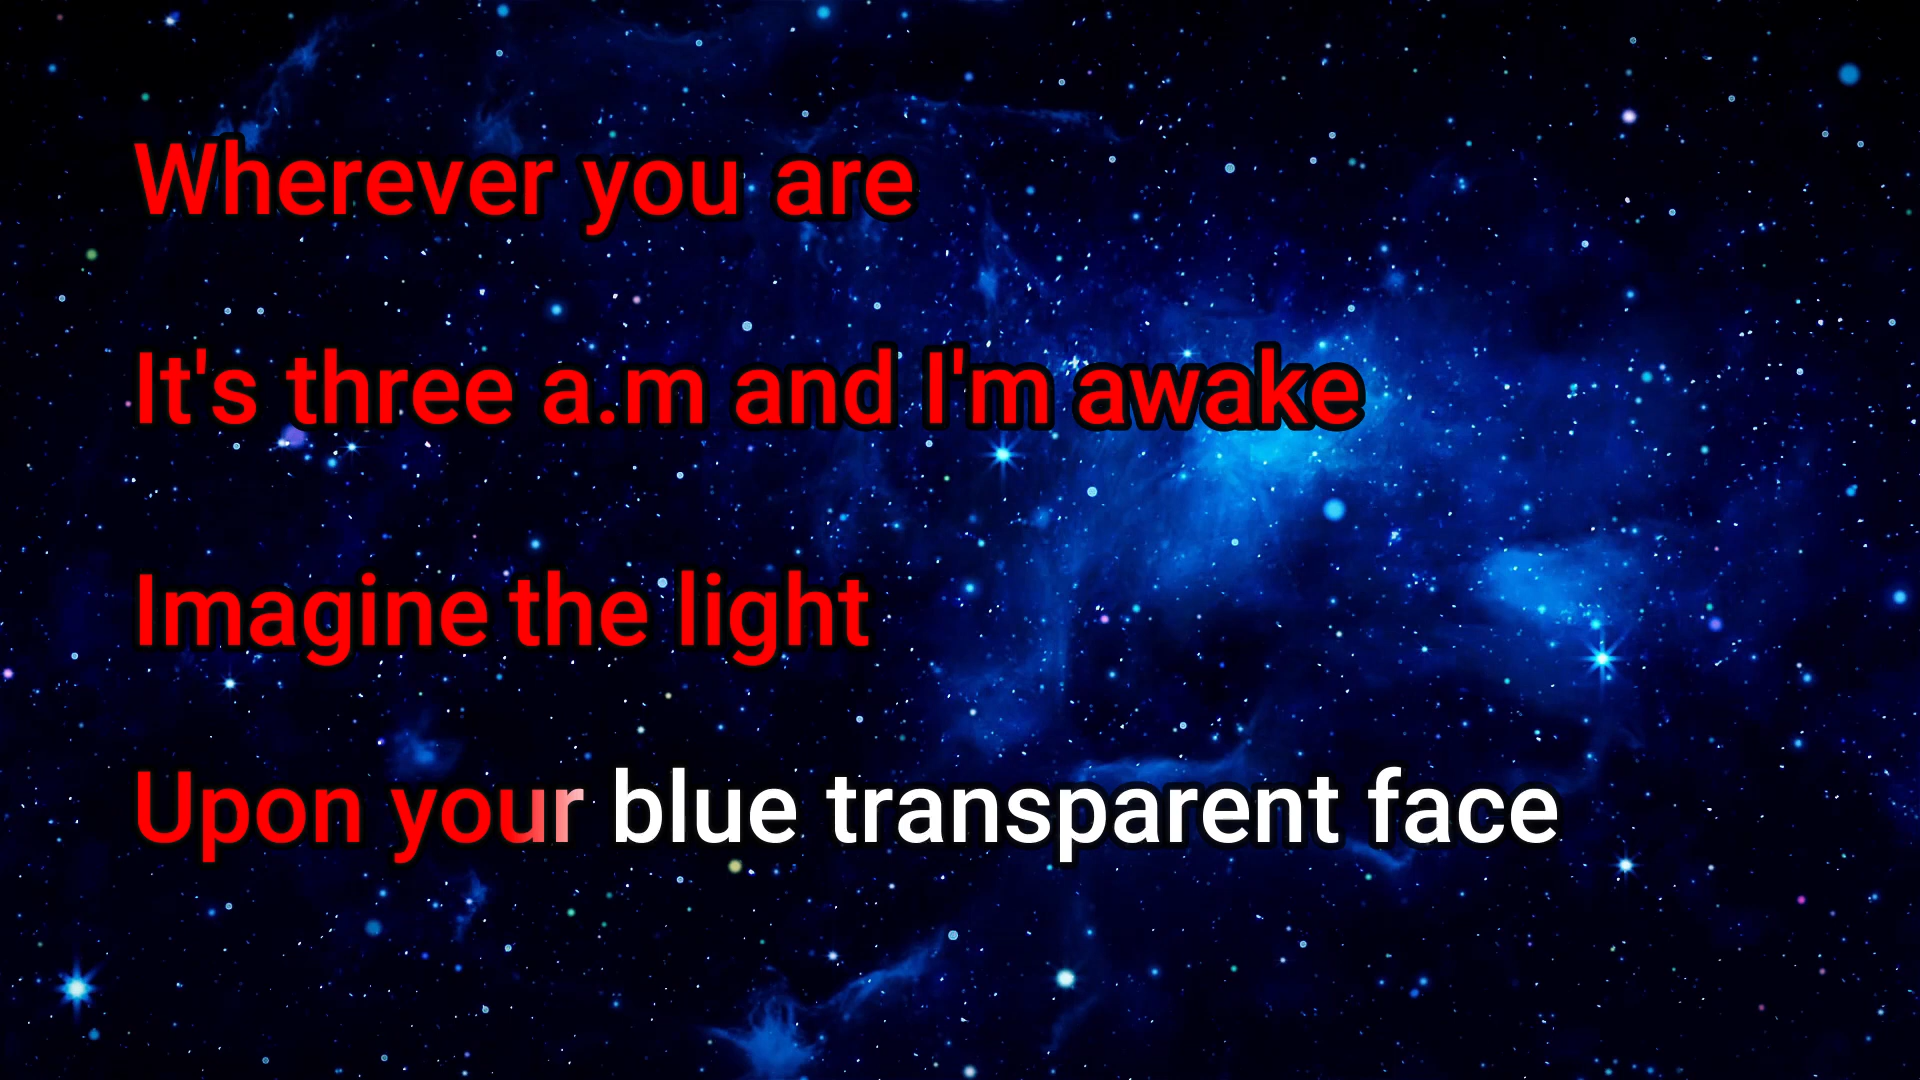 Wherever you are
It's three a.m and I'm awake
Imagine the light
Upon your blue transparent face